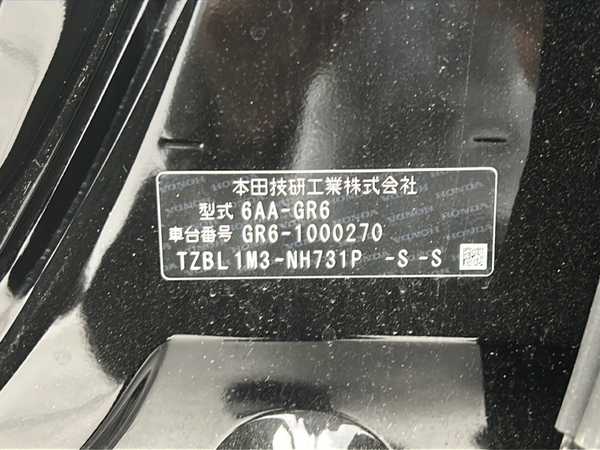 本田技研工業株式会社
型式 6AA-GR6
車台番号 GR6-1000270
TZBL1M3-NH731P -S-S